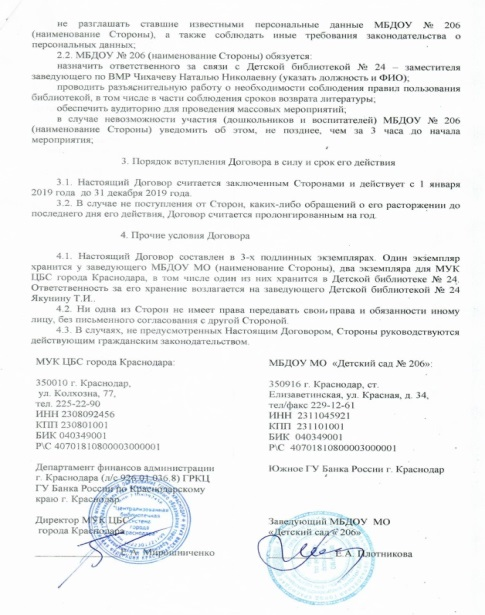 не разглашать ставшие известными персональные данные МБДОУ № 206
(наименование Стороны), а также соблюдать иные требования законодательства о
персональных данных;
2.2. МБДОУ № 206 (наименование Стороны) обязуется:
назначить ответственного за связи с Детской библиотекой № 24 – заместителя
заведующего по ВМР Чихачеву Наталью Николаевну (указать должность и ФИО);
проводить разъяснительную работу о необходимости соблюдения правил пользования
библиотекой, в том числе в части соблюдения сроков возврата литературы;
обеспечить аудиторию для проведения массовых мероприятий;
в случае невозможности участия (дошкольников и воспитателей) МБДОУ № 206
(наименование Стороны) уведомить об этом, не позднее, чем за 3 часа до начала
мероприятия;
3. Порядок вступления Договора в силу и срок его действия
3.1. Настоящий Договор считается заключенным Сторонами и действует с 1 января
2019 года до 31 декабря 2019 года.
3.2. В случае не поступления от Сторон, каких-либо обращений о его расторжении до
последнего дня его действия, Договор считается пролонгированным на год.
4. Прочие условия Договора
4.1. Настоящий Договор составлен в 3-х подлинных экземплярах. Один экземпляр
хранится у заведующего МБДОУ МО (наименование Стороны), два экземпляра для МУК
ЦБС города Краснодара, в том числе один из них хранится в Детской библиотеке № 24.
Ответственность за его хранение возлагается на заведующего Детской библиотекой № 24
Якунину Т.И..
4.2. Ни одна из Сторон не имеет права передавать свои права и обязанности иному
лицу, без письменного согласования с другой Стороной.
4.3. В случаях, не предусмотренных Настоящим Договором, Стороны руководствуются
действующим гражданским законодательством.
МУК ЦБС города Краснодара:
350010 г. Краснодар,
ул. Колхозна, 77,
тел. 225-22-90
ИНН 2308092456
КПП 230801001
БИК 040349001
Р\С 40701810800003000001
Департамент финансов администрации
г. Краснодара (л/с 926.01.016.8) ГРКЦ
ГУ Банка России по Краснодарскому
краю г. Краснодар
Директор МУК ЦБС
города Краснодара
Мирошниченко
Централизованная
библиотечная
система
города
Краснодара
МБДОУ МО «Детский сад № 206»:
350916 г. Краснодар, ст.
Елизаветинская, ул. Красная, д. 34,
тел/факс 229-12-61
ИНН 2311045921
КПП 231101001
БИК 040349001
Р\С 40701810800003000001
Южное ГУ Банка России г. Краснодар
Заведующий МБДОУ МО
«Детский сад № 206»
Е.А. Плотникова